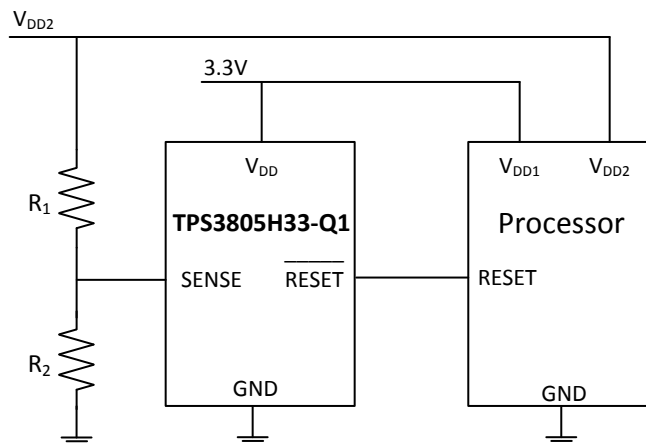 VDD2
3.3V
VDD
VDD1
VDD2
R1
TPS3805H33-Q1
Processor
SENSE
RESET
RESET
R2
GND
GND